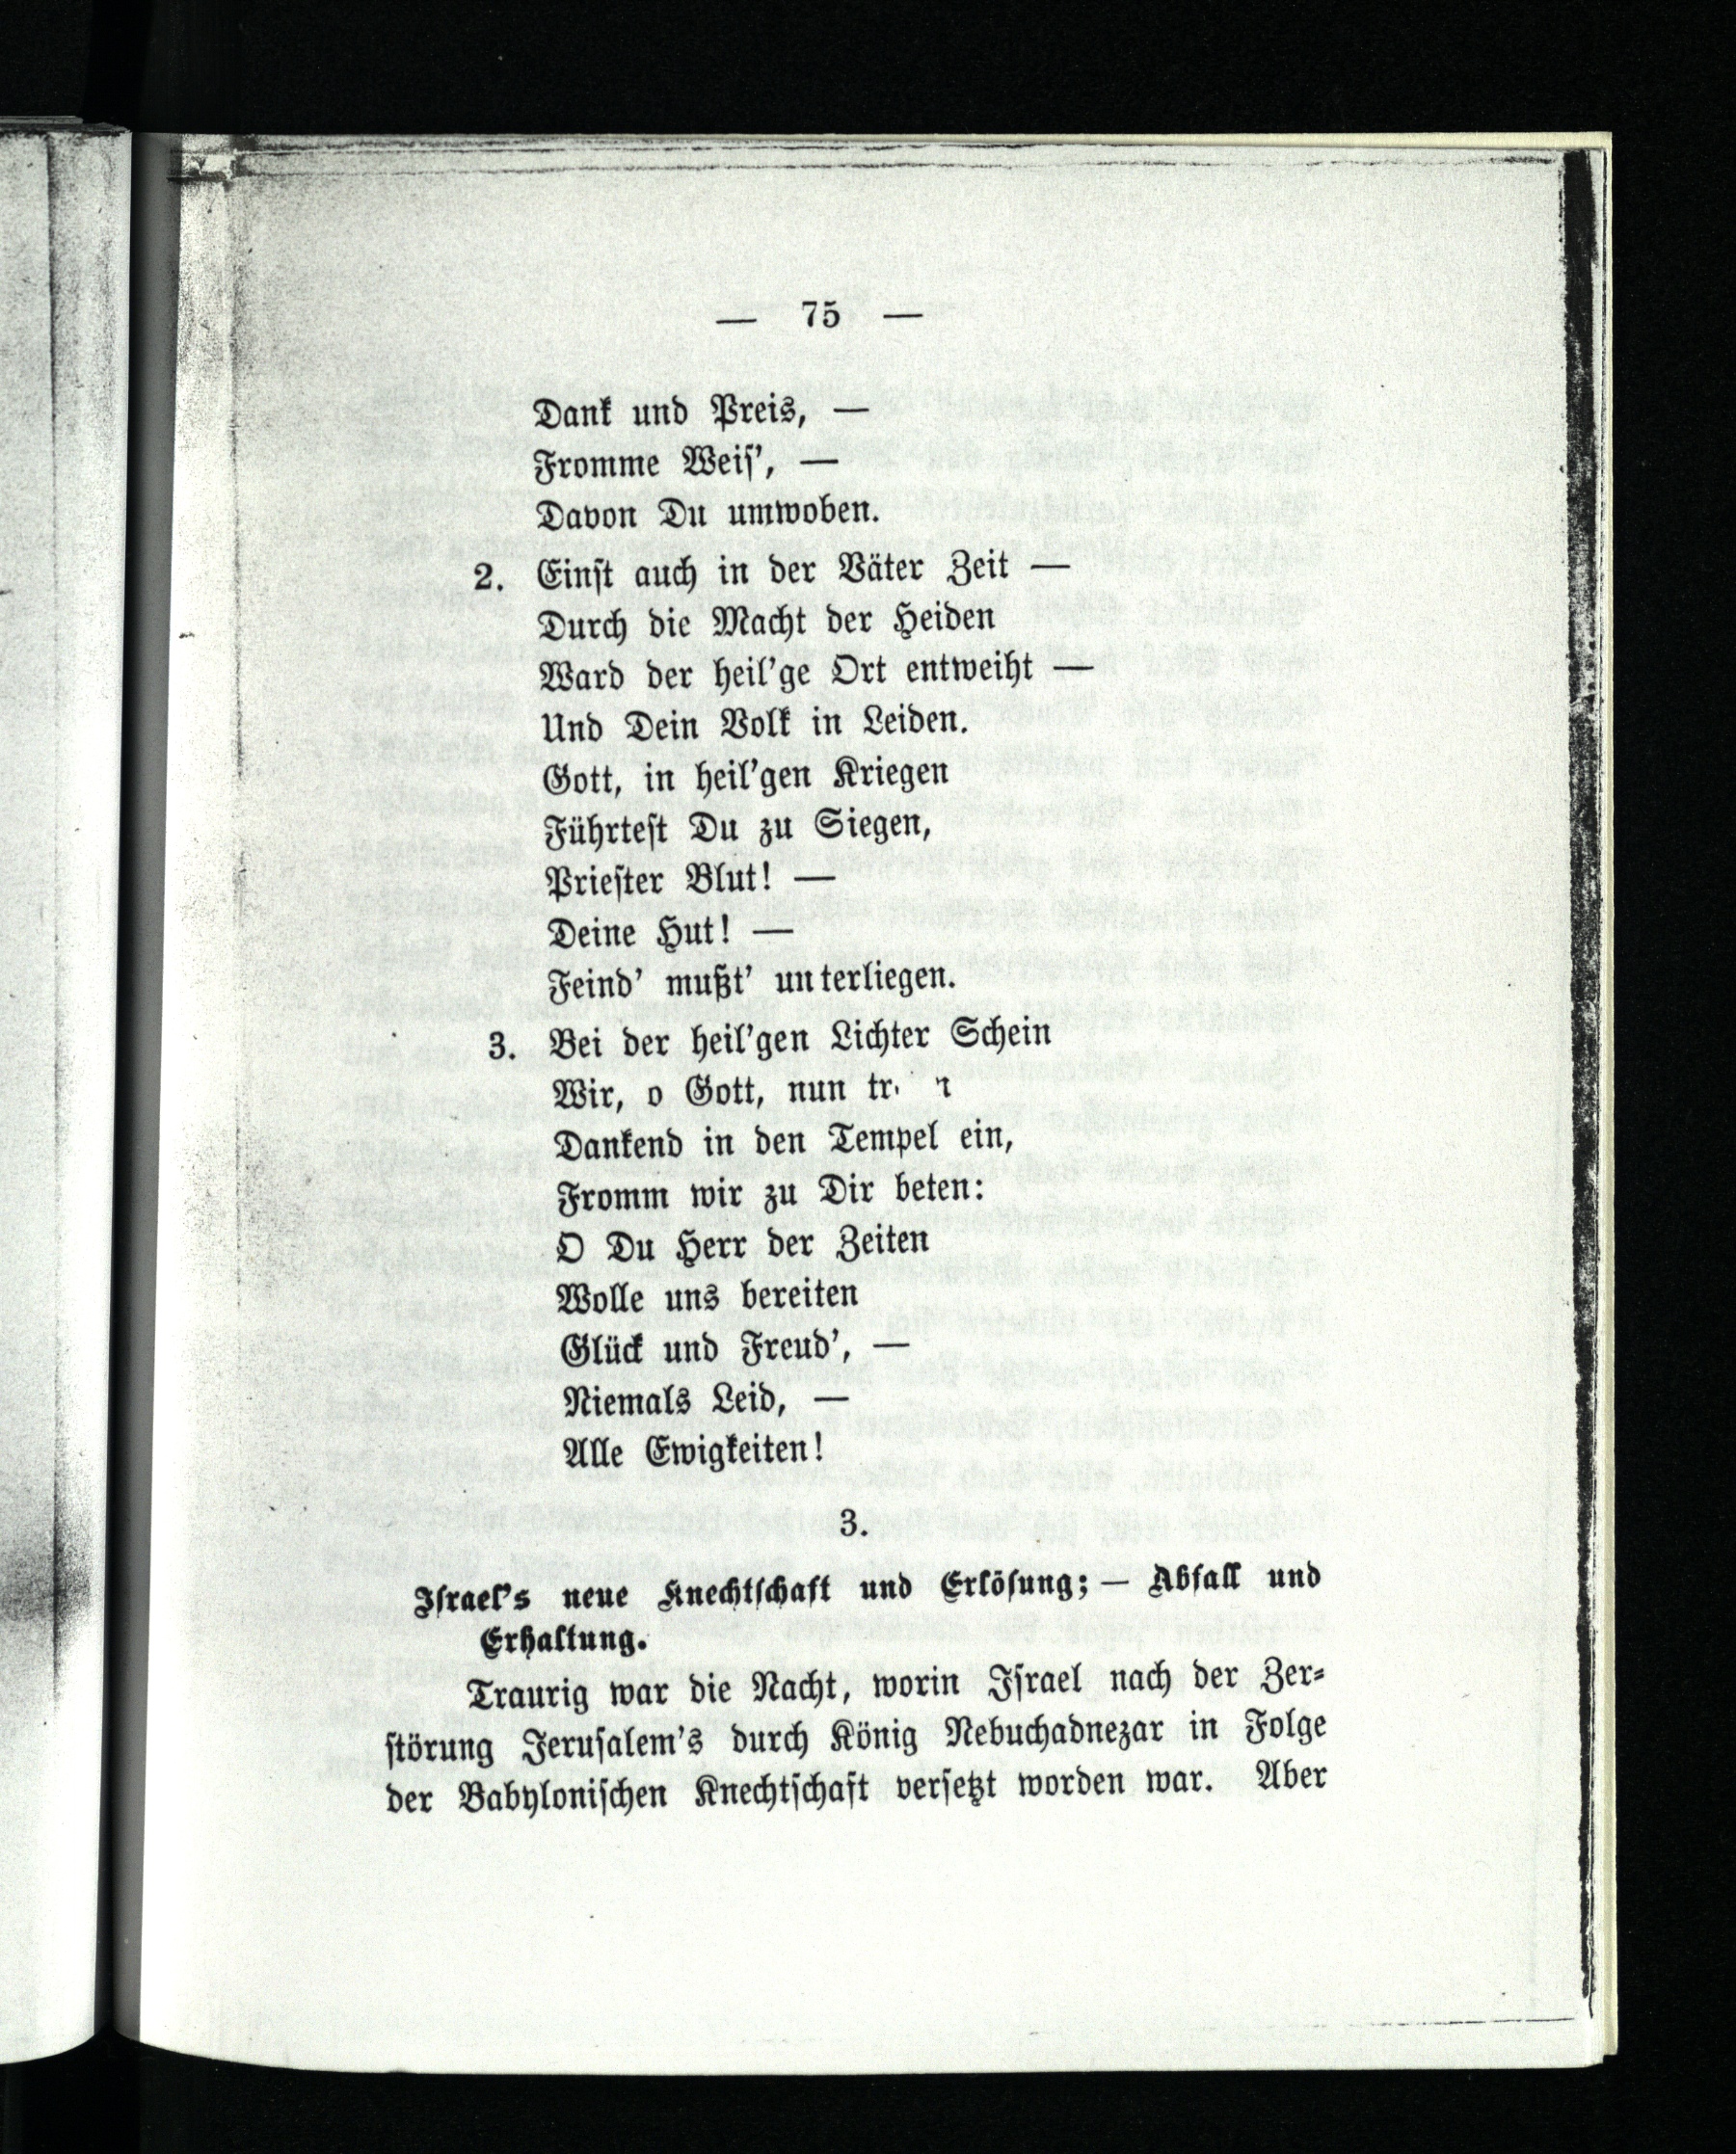 — 75 —
Dank und Preis, —
Fromme Weis', —
Davon Du umwoben.
2. Einst auch in der Väter Zeit —
Durch die Macht der Heiden
Ward der heil'ge Ort entweiht —
Und Dein Volk in Leiden.
Gott, in heil'gen Kriegen
Führtest Du zu Siegen,
Priester Blut! —
Deine Hut! —
Feind' mußt' unterliegen.
3. Bei der heil'gen Lichter Schein
Wir, o Gott, nun
Dankend in den Tempel ein,
Fromm wir zu Dir beten:
O Du Herr der Zeiten
Wolle uns bereiten
Glück und Freud', —
Niemals Leid, —
Alle Ewigkeiten!
3.
Israel's neue Knechtschaft und Erlösung; — Abfall und
Erhaltung.
Traurig war die Nacht, worin Israel nach der Zer-
störung Jerusalem's durch König Nebuchadnezar in Folge
der Babylonischen Knechtschaft versetzt worden war. Aber